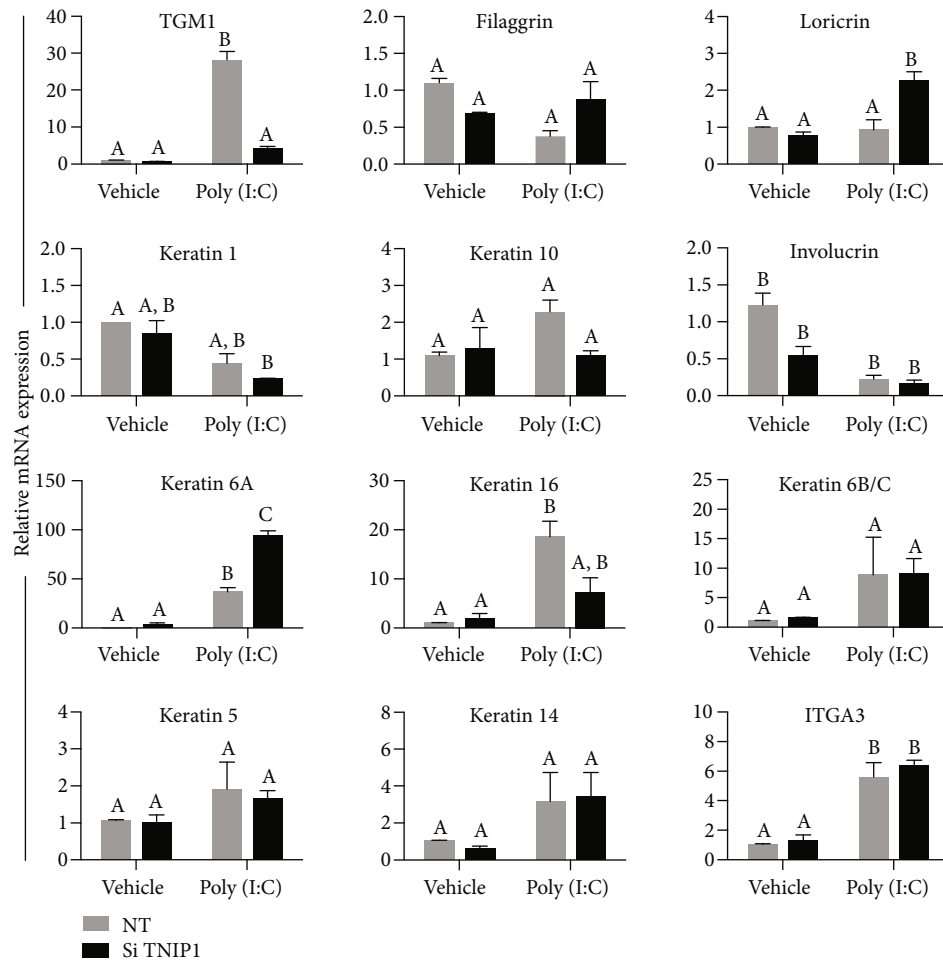 Relative mRNA expression
TGM1
40
30
20
10
0
A
A
B
A
Vehicle
Poly (I:C)
Filaggrin
2.0
1.5
1.0
0.5
0.0
A
A
A
A
Vehicle
Poly (I:C)
Loricrin
4
3
2
1
0
A
A
A
B
Vehicle
Poly (I:C)
Keratin 1
2.0
1.5
1.0
0.5
0.0
A
A, B
A, B
B
Vehicle
Poly (I:C)
Keratin 10
4
3
2
1
0
A
A
A
A
Vehicle
Poly (I:C)
Involucrin
2.0
1.5
1.0
0.5
0.0
B
B
B
B
Vehicle
Poly (I:C)
Keratin 6A
150
100
50
0
A
A
B
C
Vehicle
Poly (I:C)
Keratin 16
30
20
10
0
A
A
B
A, B
Vehicle
Poly (I:C)
Keratin 6B/C
25
20
15
10
5
0
A
A
A
A
Vehicle
Poly (I:C)
Keratin 5
4
3
2
1
0
A
A
A
A
Vehicle
Poly (I:C)
Keratin 14
8
6
4
2
0
A
A
A
A
Vehicle
Poly (I:C)
ITGA3
10
8
6
4
2
0
A
A
B
B
Vehicle
Poly (I:C)
NT
Si TNIP1